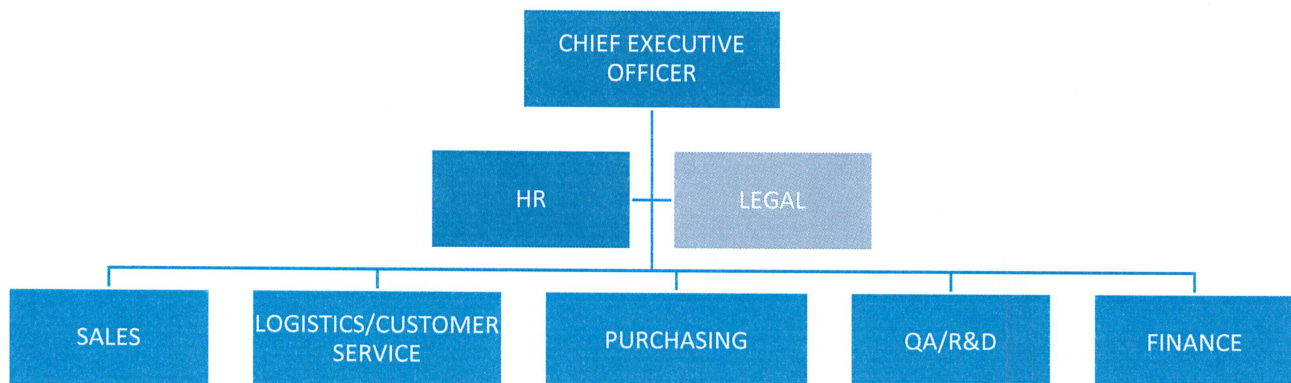 CHIEF EXECUTIVE
OFFICER
HR
LEGAL
SALES
LOGISTICS/CUSTOMER
SERVICE
PURCHASING
QA/R&D
FINANCE